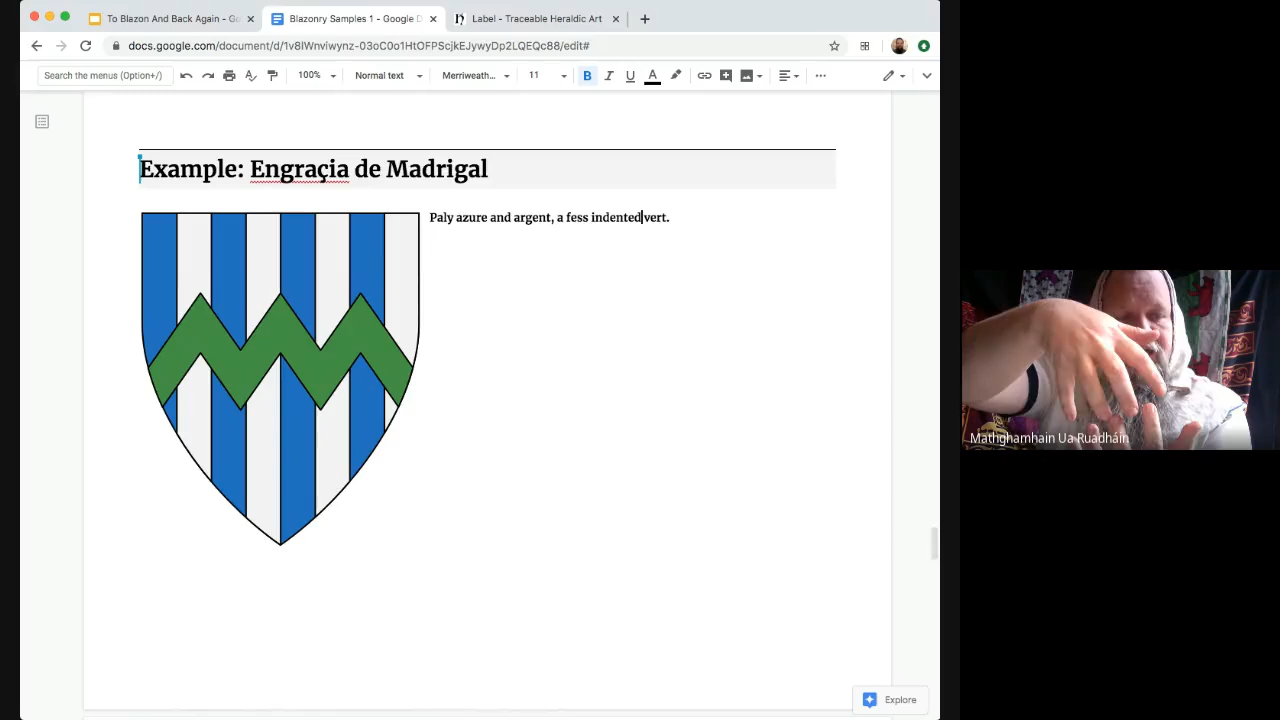 To Blazon And Back Again - Go
Blazonry Samples 1 - Google D
Label - Traceable Heraldic Art
docs.google.com/document/d/1v8lWnviwynz-03oC0o1HtOFPScjkEJywyDp2LQEQc88/edit#
Search the menus (Option+/)
100%
Normal text
Merriweath...
11
B
I
U
A
Example: Engraçia de Madrigal
Paly azure and argent, a fess indented vert.
Mathghamhain Ua Ruadháin
Explore